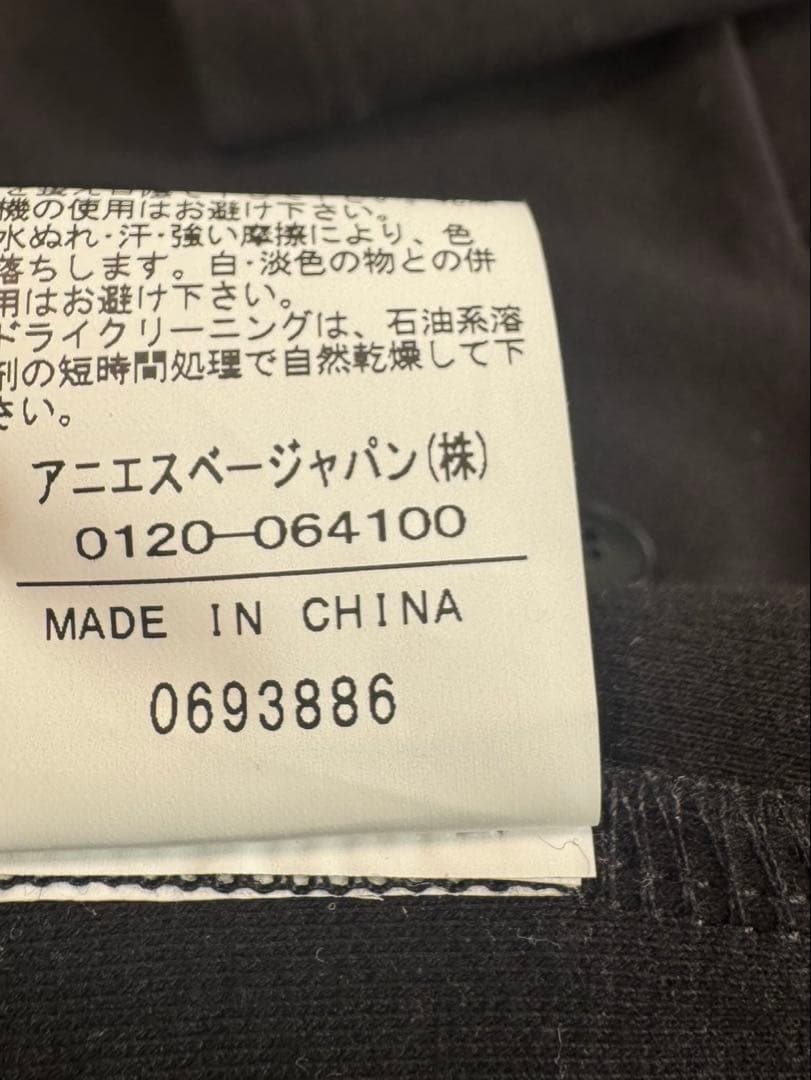 機の使用はお避け下さい。
水ぬれ・汗・強い摩擦により、色
落ちします。白・淡色の物との併
用はお避け下さい。
ドライクリーニングは、石油系溶
剤の短時間処理で自然乾燥して下
さい。
アニエスベージャパン(株)
0120-064100
MADE IN CHINA
0693886